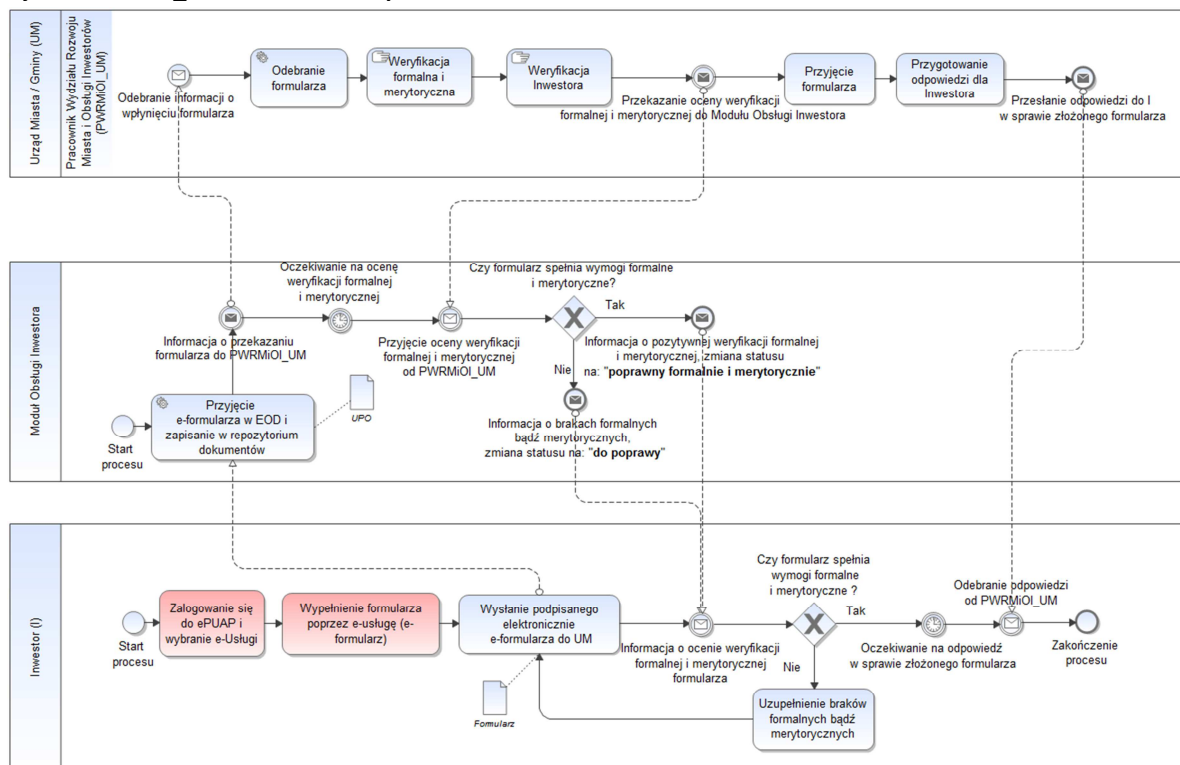 Urząd Miasta / Gminy (UM)
Pracownik Wydziału Rozwoju
Miasta i Obsługi Inwestorów
(PWRMiOI_UM)
Odebranie informacji o
wpłynięciu formularza
Odebranie
formularza
Weryfikacja
formalna i
merytoryczna
Weryfikacja
Inwestora
Przekazanie oceny weryfikacji
formalnej i merytorycznej do Modułu Obsługi Inwestora
Przyjęcie
formularza
Przygotowanie
odpowiedzi dla
Inwestora
Przesłanie odpowiedzi do I
w sprawie złożonego formularza
Moduł Obsługi Inwestora
Start
procesu
Przyjęcie
e-formularza w EOD i
zapisanie w repozytorium
dokumentów
UPO
Informacja o przekazaniu
formularza do PWRMiOI_UM
Oczekiwanie na ocenę
weryfikacji formalnej
i merytorycznej
Przyjęcie oceny weryfikacji
formalnej i merytorycznej
od PWRMiOI_UM
Czy formularz spełnia wymogi formalne
i merytoryczne?
Tak
Informacja o pozytywnej weryfikacji formalnej
i merytorycznej, zmiana statusu
na: "poprawny formalnie i merytorycznie"
Nie
Informacja o brakach formalnych
bądź merytorycznych,
zmiana statusu na: "do poprawy"
Inwestor (I)
Start
procesu
Zalogowanie się
do ePUAP i
wybranie e-Usługi
Wypełnienie formularza
poprzez e-usługę (e-
formularz)
Wysłanie podpisanego
elektronicznie
e-formularza do UM
Formularz
Informacja o ocenie weryfikacji
formalnej i merytorycznej
formularza
Czy formularz spełnia
wymogi formalne
i merytoryczne ?
Tak
Nie
Uzupełnienie braków
formalnych bądź
merytorycznych
Oczekiwanie na odpowiedź
w sprawie złożonego formularza
Odebranie odpowiedzi
od PWRMiOI_UM
Zakończenie
procesu